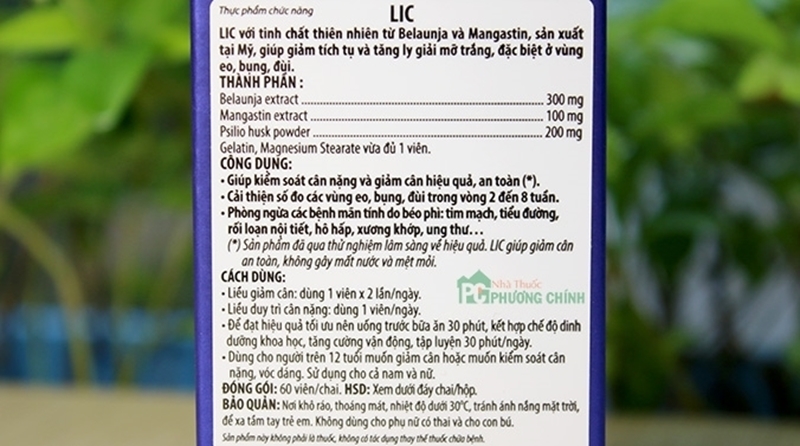 Thực phẩm chức năng
LIC
LIC với tinh chất thiên nhiên từ Belaunja và Mangastin, sản xuất
tại Mỹ, giúp giảm tích tụ và tăng ly giải mỡ trắng, đặc biệt ở vùng
eo, bụng, đùi.
THÀNH PHẦN :
Belaunja extract ........ 300 mg
Mangastin extract ........ 100 mg
Psilio husk powder ........ 200 mg
Gelatin, Magnesium Stearate vừa đủ 1 viên.
CÔNG DỤNG:
• Giúp kiểm soát cân nặng và giảm cân hiệu quả, an toàn (*).
• Cải thiện số đo các vùng eo, bụng, đùi trong vòng 2 đến 8 tuần.
• Phòng ngừa các bệnh mãn tính do béo phì: tim mạch, tiểu đường,
rối loạn nội tiết, hô hấp, xương khớp, ung thư...
(*) Sản phẩm đã qua thử nghiệm lâm sàng về hiệu quả. LIC giúp giảm cân
an toàn, không gây mất nước và mệt mỏi.
CÁCH DÙNG:
• Liều giảm cân: dùng 1 viên x 2 lần/ngày.
• Liều duy trì cân nặng: dùng 1 viên/ngày.
• Để đạt hiệu quả tối ưu nên uống trước bữa ăn 30 phút, kết hợp chế độ dinh
dưỡng khoa học, tăng cường vận động, tập luyện 30 phút/ngày.
• Dùng cho người trên 12 tuổi muốn giảm cân hoặc muốn kiểm soát cân
nặng, vóc dáng. Sử dụng cho cả nam và nữ.
ĐÓNG GÓI: 60 viên/chai. HSD: Xem dưới đáy chai/hộp.
BẢO QUẢN: Nơi khô ráo, thoáng mát, nhiệt độ dưới 30°C, tránh ánh nắng mặt trời,
để xa tầm tay trẻ em. Không dùng cho phụ nữ có thai và cho con bú.
Sản phẩm này không phải là thuốc, không có tác dụng thay thế thuốc chữa bệnh.
PC Nhà Thuốc
PHƯƠNG CHÍNH